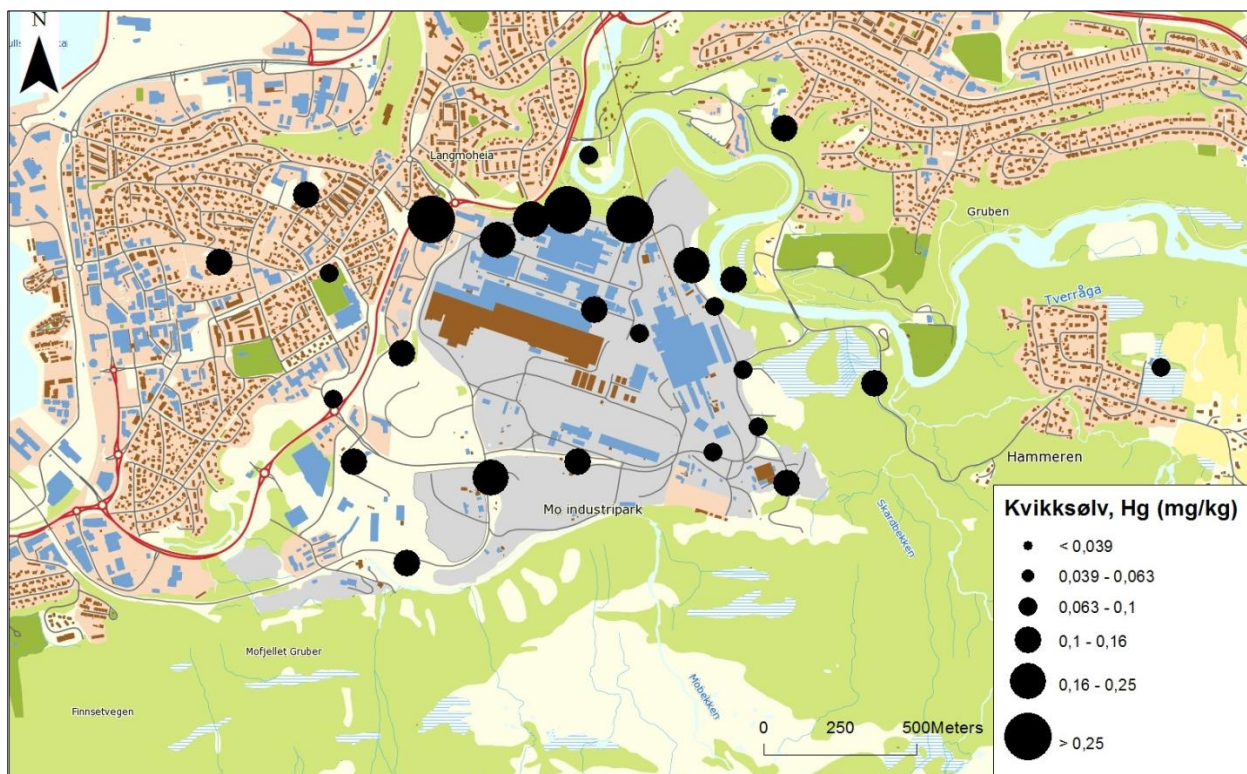 N
Langmoheia
Gruben
Tverråga
Hammeren
Mo industripark
Skardbekken
Mofjellet Gruber
Mobekken
Finnsetvegen
0 250 500Meters
Kvikksølv, Hg (mg/kg)
< 0,039
0,039 - 0,063
0,063 - 0,1
0,1 - 0,16
0,16 - 0,25
> 0,25